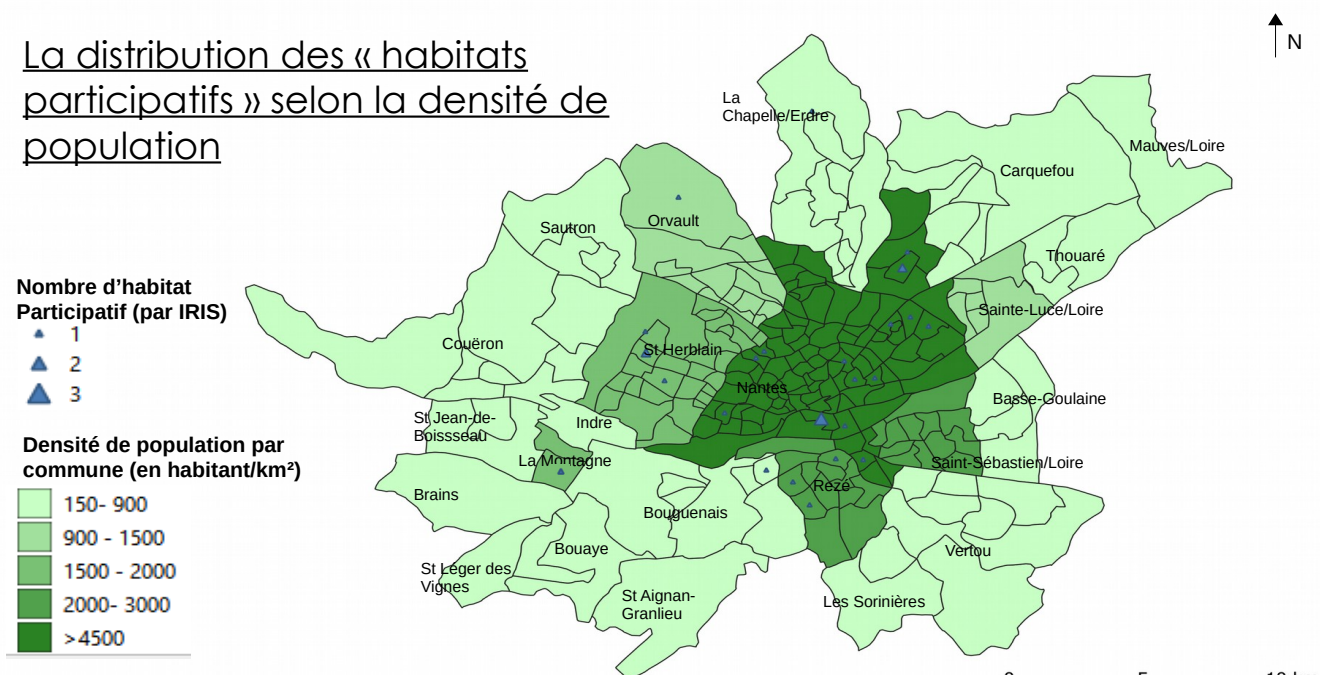 La distribution des « habitats
participatifs » selon la densité de
population
N
Nombre d’habitat
Participatif (par IRIS)
1
2
3
Densité de population par
commune (en habitant/km²)
150- 900
900 - 1500
1500 - 2000
2000- 3000
>4500
La
Chapelle/Erdre
Mauves/Loire
Carquefou
Orvault
Sautron
Thouaré
Sainte-Luce/Loire
Couëron
St Herblain
Nantes
Basse-Goulaine
St Jean-de-
Boissseau
Indre
La Montagne
Saint-Sébastien/Loire
Brains
Rezé
Bouguenais
Bouaye
Vertou
St Léger des
Vignes
St Aignan-
Granlieu
Les Sorinières